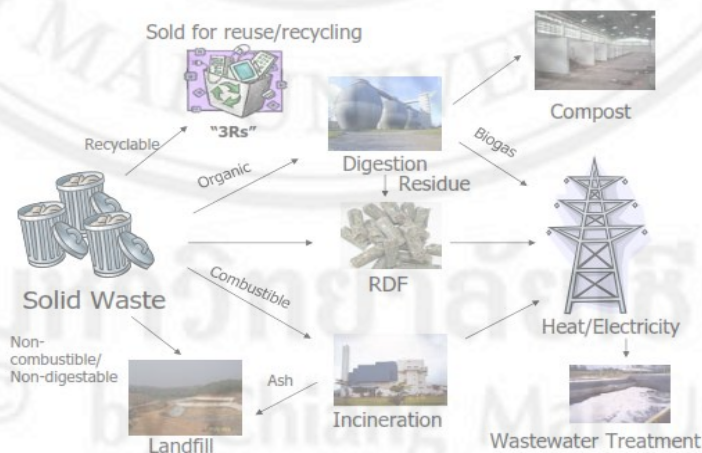 Sold for reuse/recycling
"3Rs"
Recyclable
Organic
Digestion
Residue
Compost
Biogas
RDF
Combustible
Solid Waste
Heat/Electricity
Non-
combustible/
Non-digestable
Ash
Landfill
Incineration
Wastewater Treatment